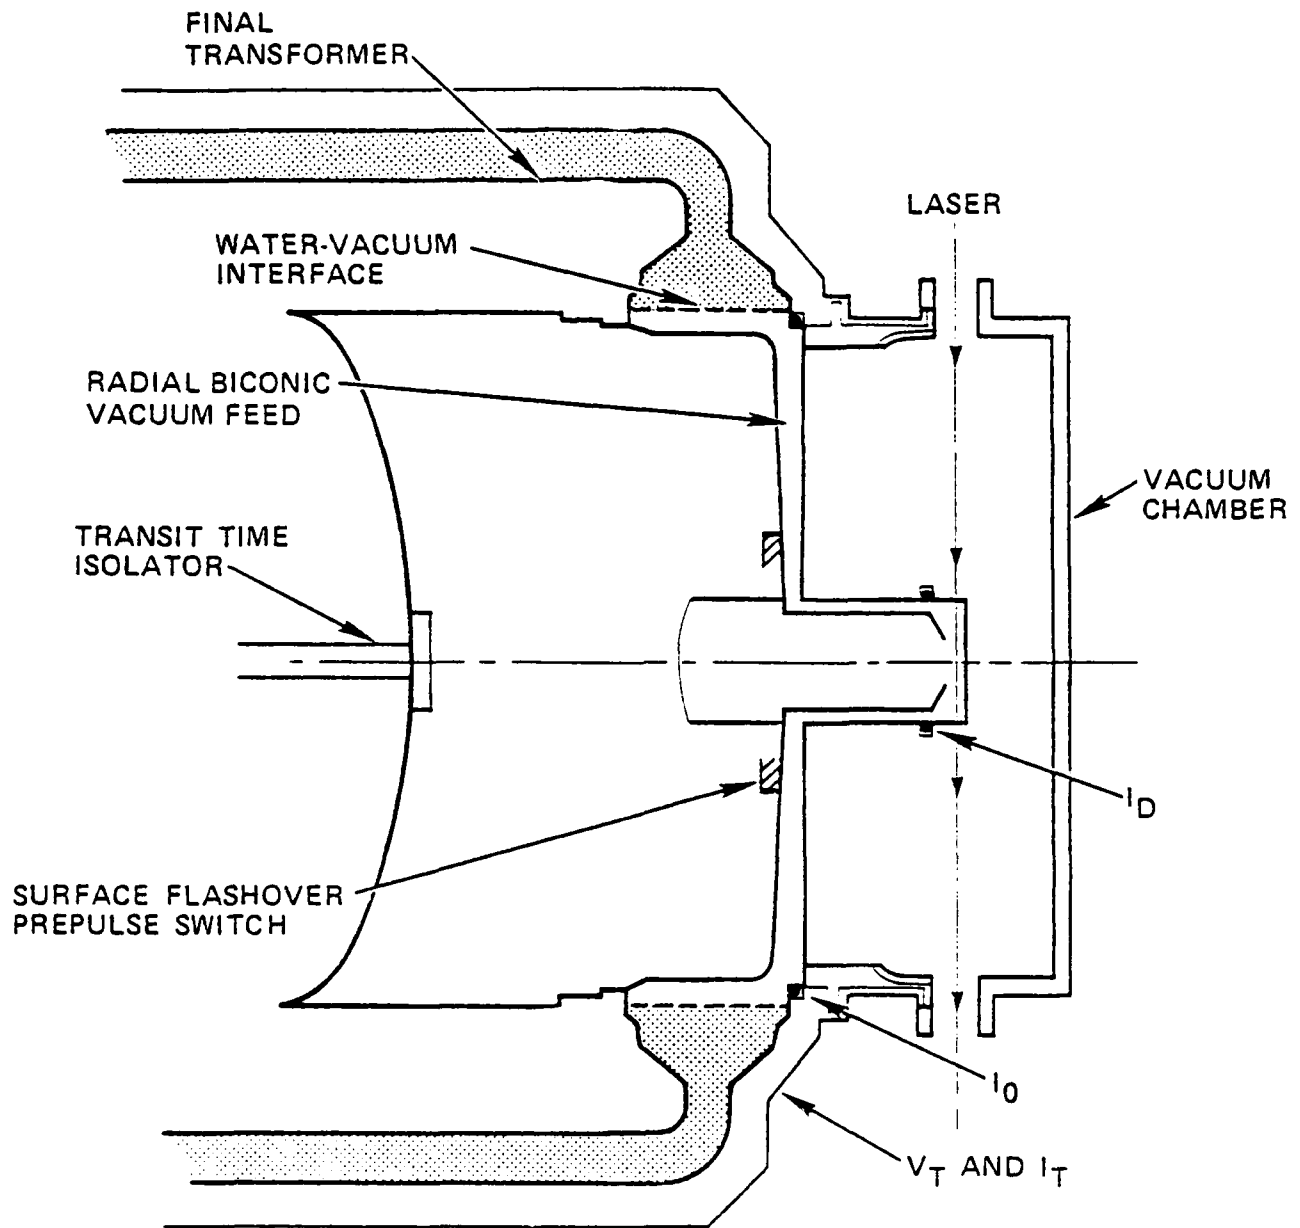 FINAL
TRANSFORMER
LASER
WATER-VACUUM
INTERFACE
RADIAL BICONIC
VACUUM FEED
VACUUM
CHAMBER
TRANSIT TIME
ISOLATOR
I_D
SURFACE FLASHOVER
PREPULSE SWITCH
I_0
V_T AND I_T